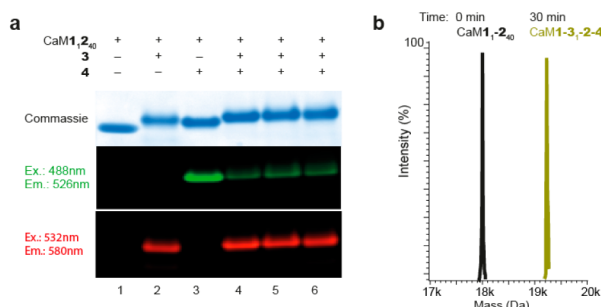 a
CaM1₁2₄₀ + + + + + +
3 – + – + + +
4 – – + + + +
Commassie
Ex.: 488nm
Em.: 526nm
Ex.: 532nm
Em.: 580nm
1 2 3 4 5 6
b
Time: 0 min 30 min
CaM1₁-2₄₀ CaM1-3₁-2-4
100
Intensity (%)
17k 18k 19k 20k
Mass (Da)